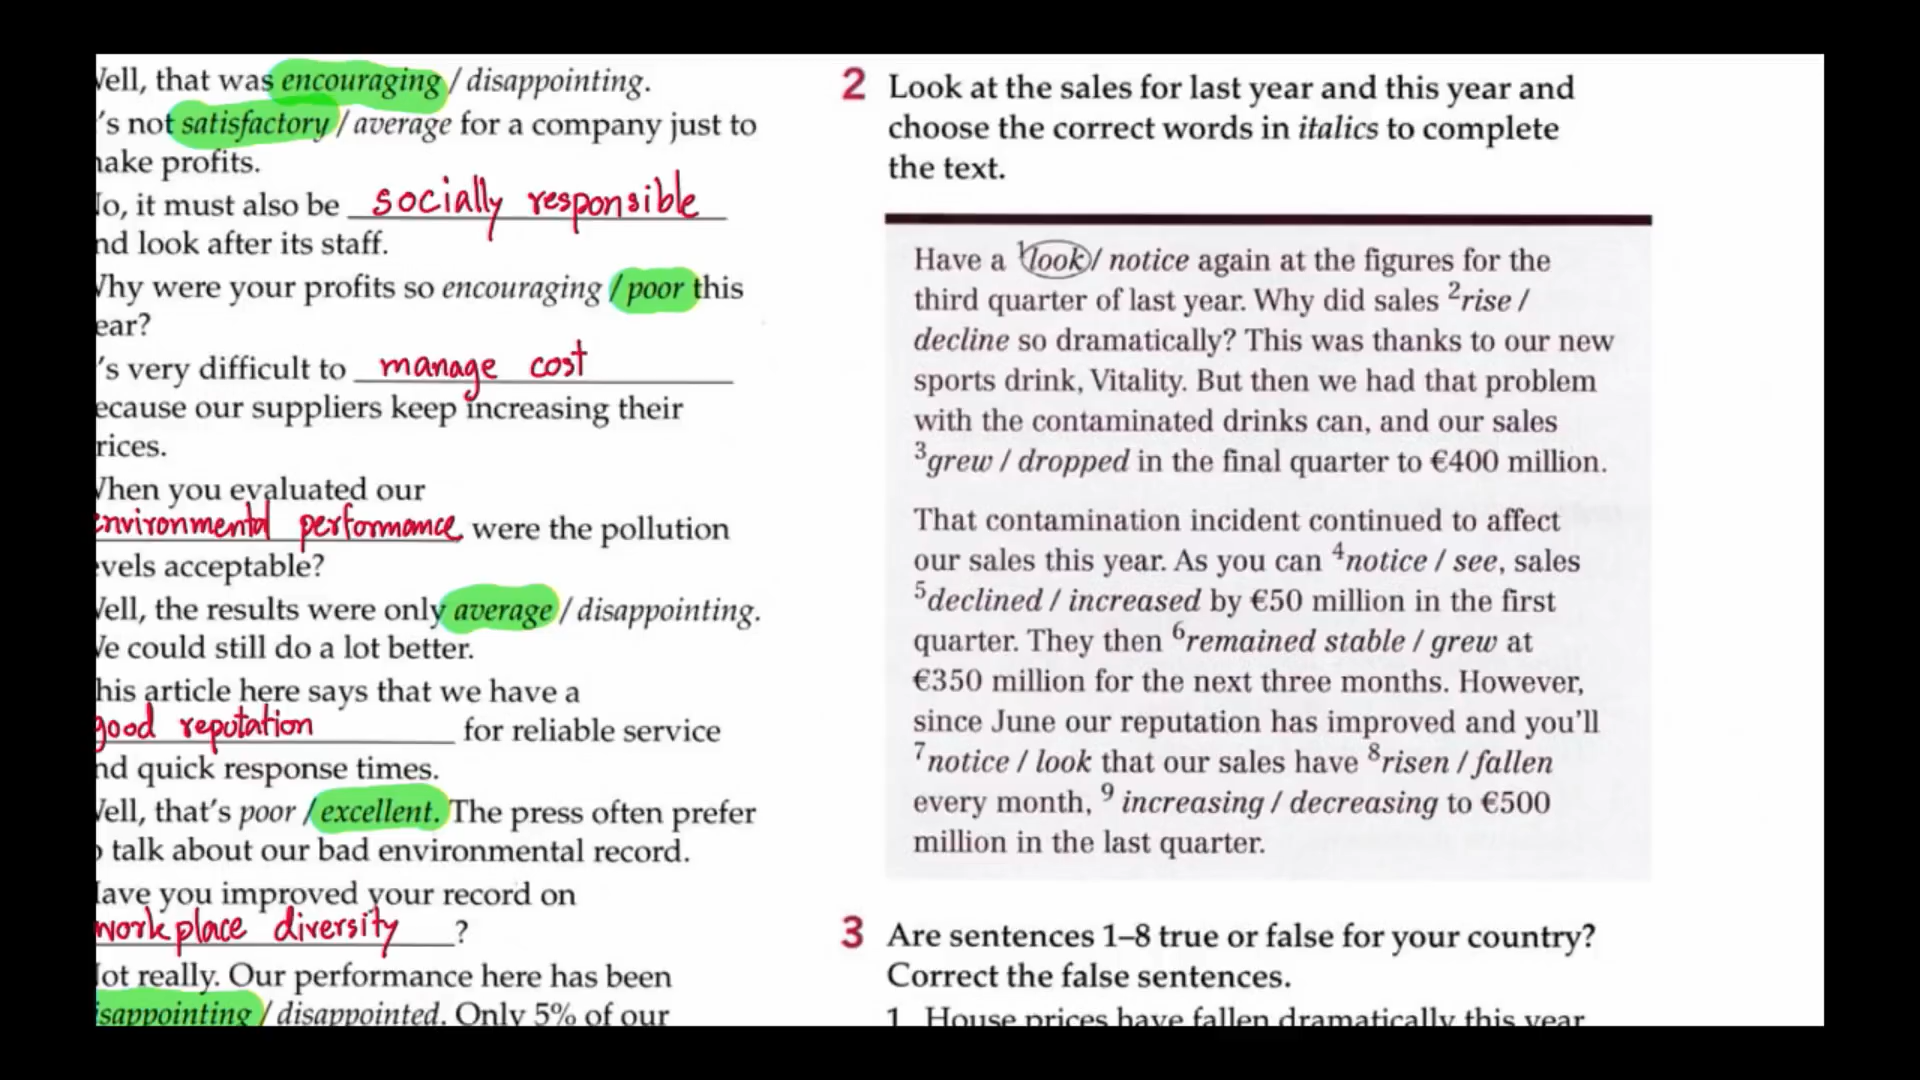 ell, that was encouraging / disappointing.
's not satisfactory / average for a company just to
ake profits.
o, it must also be socially responsible
nd look after its staff.
hy were your profits so encouraging / poor this
ear?
's very difficult to manage cost
ecause our suppliers keep increasing their
rices.
hen you evaluated our
nvironmental performance were the pollution
vels acceptable?
ell, the results were only average / disappointing.
e could still do a lot better.
his article here says that we have a
good reputation for reliable service
nd quick response times.
ell, that's poor / excellent. The press often prefer
talk about our bad environmental record.
ave you improved your record on
workplace diversity ?
ot really. Our performance here has been
isappointing / disappointed. Only 5% of our
2 Look at the sales for last year and this year and
choose the correct words in italics to complete
the text.
Have a 1look / notice again at the figures for the
third quarter of last year. Why did sales 2rise /
decline so dramatically? This was thanks to our new
sports drink, Vitality. But then we had that problem
with the contaminated drinks can, and our sales
3grew / dropped in the final quarter to €400 million.
That contamination incident continued to affect
our sales this year. As you can 4notice / see, sales
5declined / increased by €50 million in the first
quarter. They then 6remained stable / grew at
€350 million for the next three months. However,
since June our reputation has improved and you'll
7notice / look that our sales have 8risen / fallen
every month, 9 increasing / decreasing to €500
million in the last quarter.
3 Are sentences 1–8 true or false for your country?
Correct the false sentences.
1 House prices have fallen dramatically this year